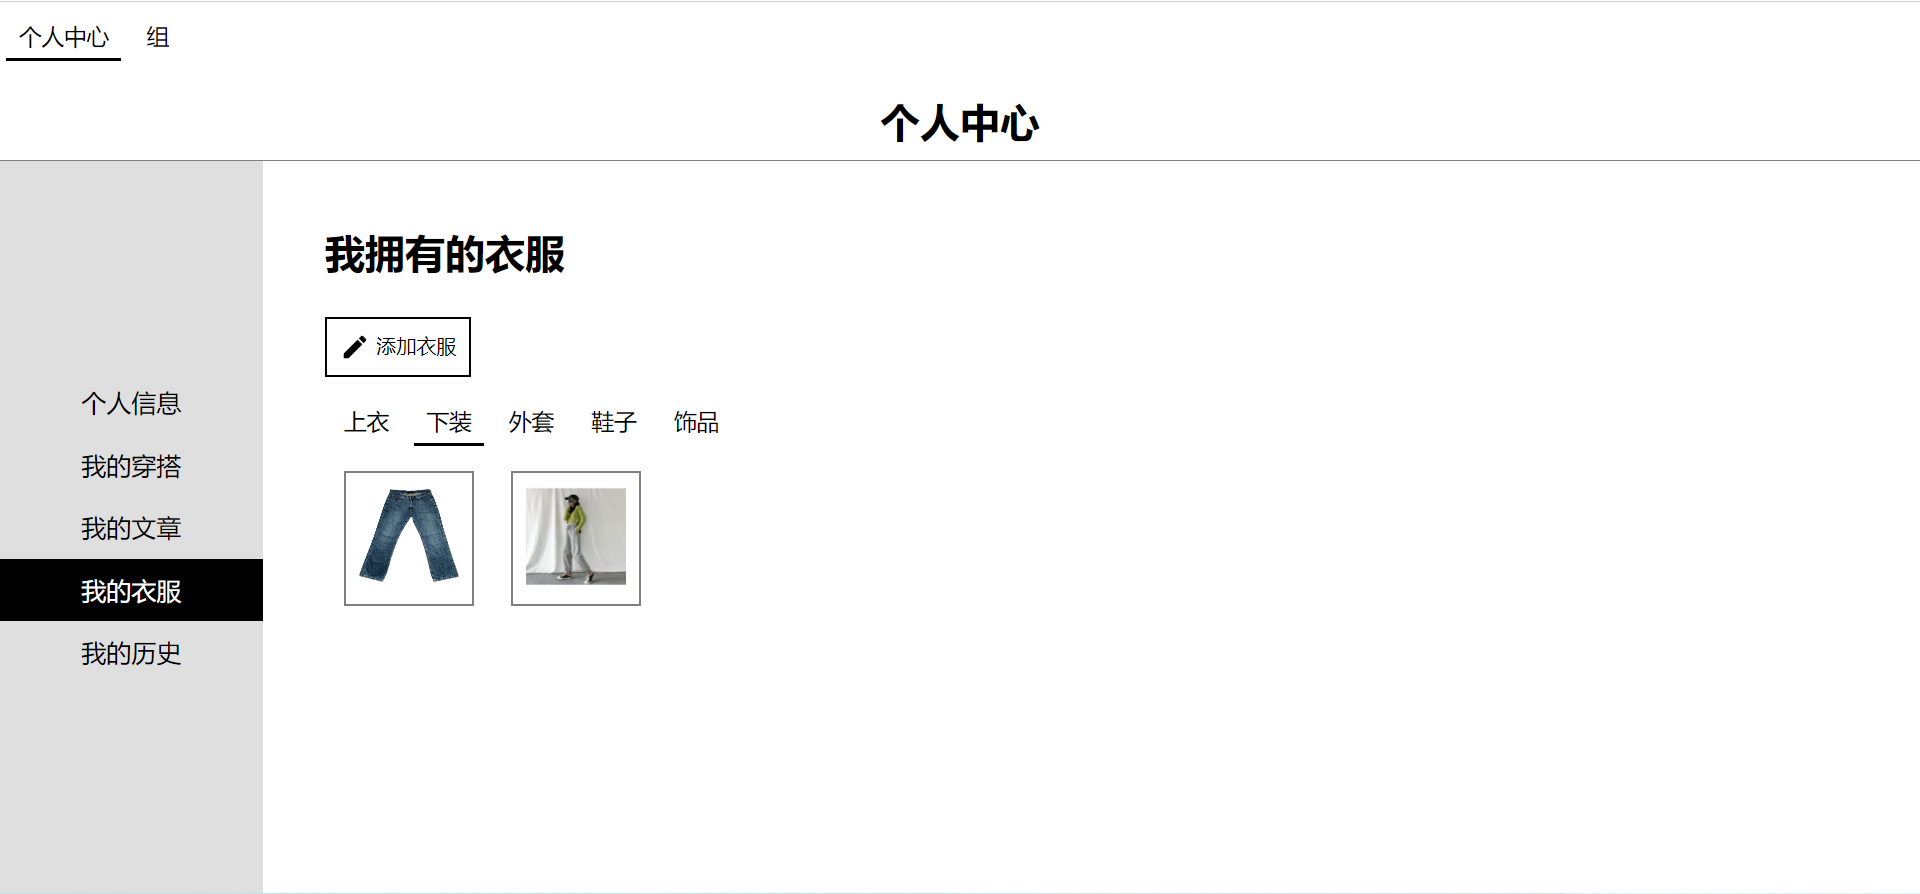 个人中心 组
个人中心
我拥有的衣服
添加衣服
上衣 下装 外套 鞋子 饰品
个人信息
我的穿搭
我的文章
我的衣服
我的历史